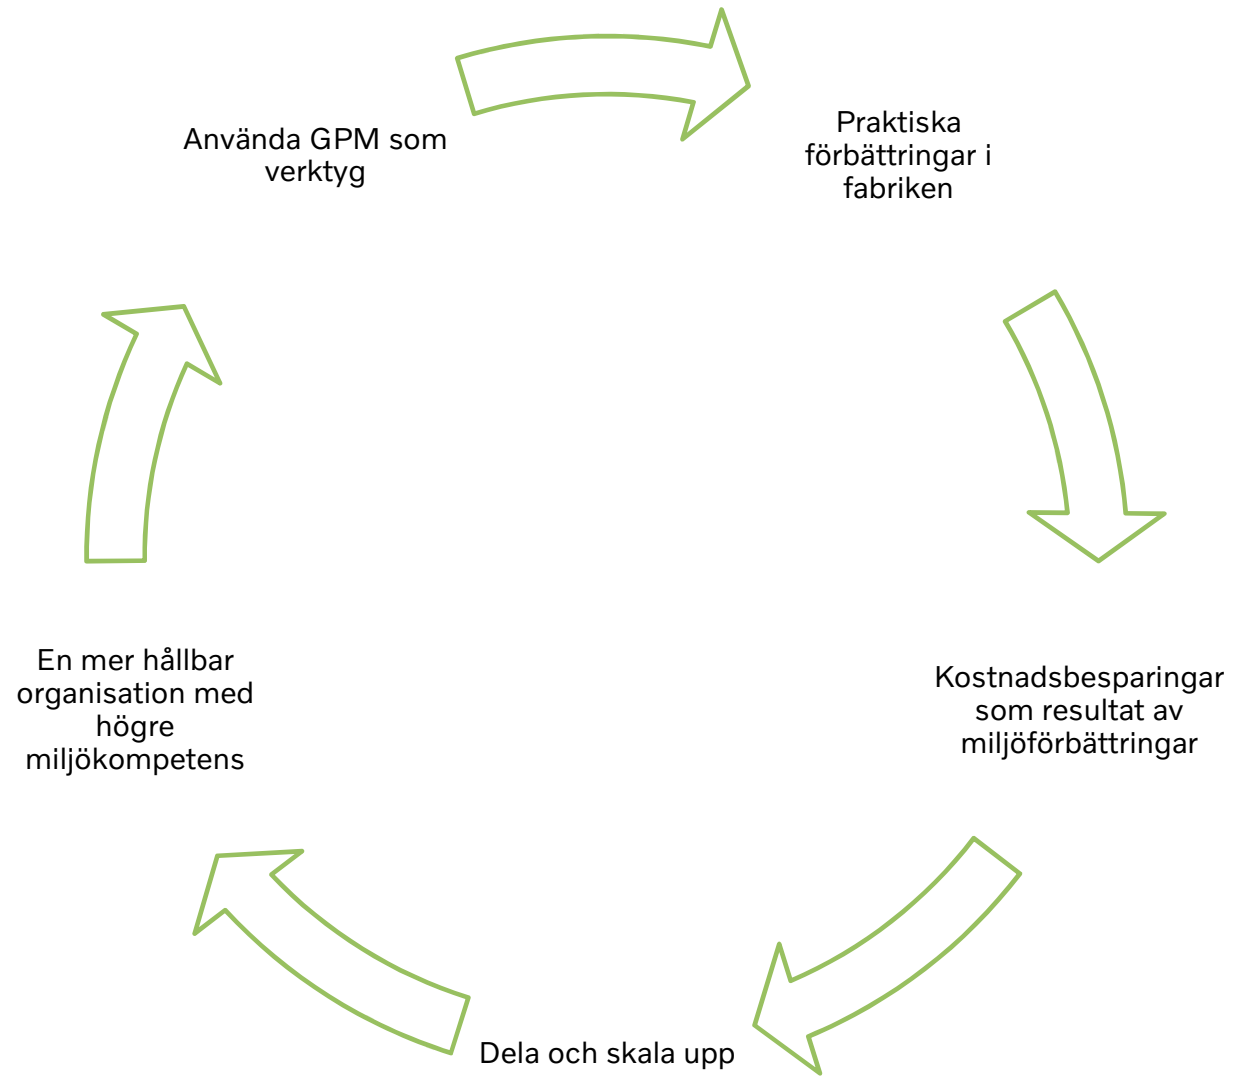 Använda GPM som
verktyg
Praktiska
förbättringar i
fabriken
Kostnadsbesparingar
som resultat av
miljöförbättringar
Dela och skala upp
En mer hållbar
organisation med
högre
miljökompetens